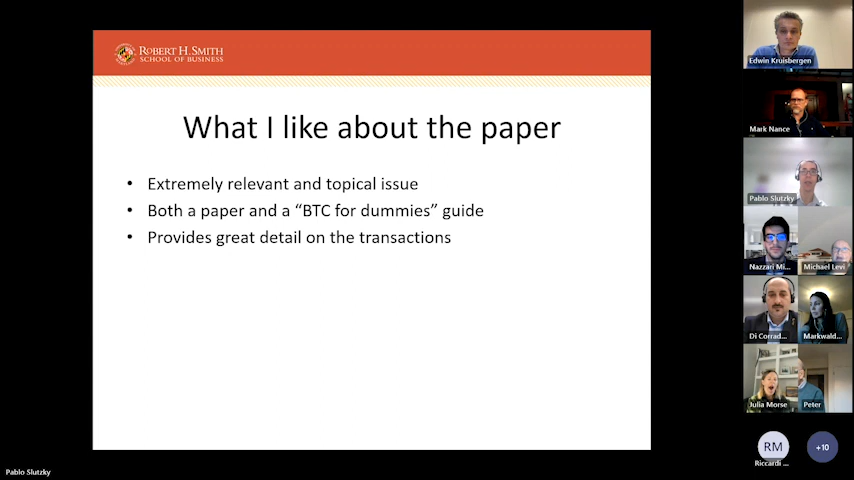 ROBERT H. SMITH
SCHOOL OF BUSINESS
What I like about the paper
• Extremely relevant and topical issue
• Both a paper and a “BTC for dummies” guide
• Provides great detail on the transactions
Edwin Kruisbergen
Mark Nance
Pablo Slutzky
Nazzari Mi...
Michael Levi
Di Corrad...
Markwald...
Julia Morse
Peter
RM
+10
Riccardi ...
Pablo Slutzky